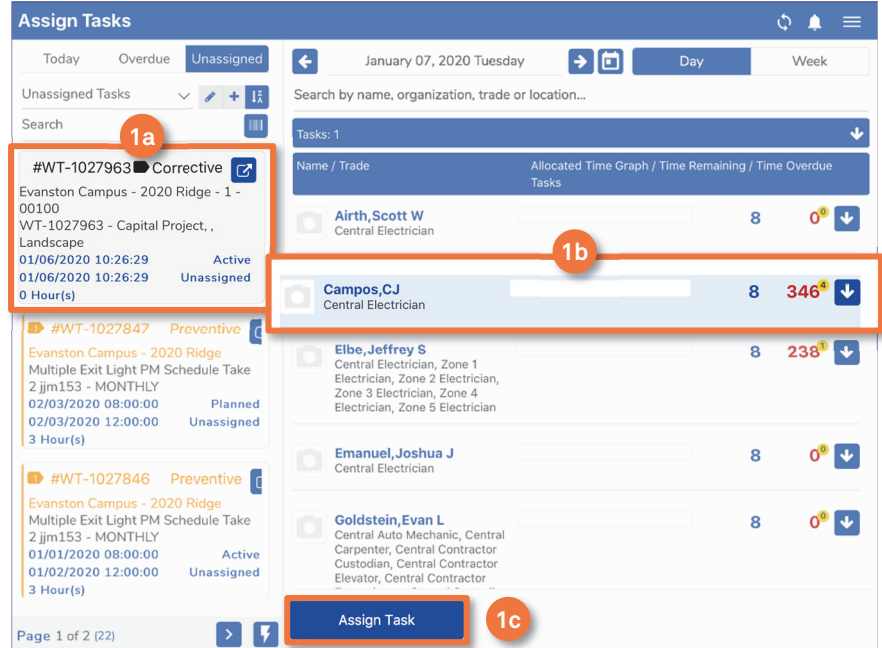 Assign Tasks
Today Overdue Unassigned
Unassigned Tasks
Search
1a
#WT-1027963 Corrective
Evanston Campus - 2020 Ridge - 1 -
00100
WT-1027963 - Capital Project, ,
Landscape
01/06/2020 10:26:29 Active
01/06/2020 10:26:29 Unassigned
0 Hour(s)
1 #WT-1027847 Preventive
Evanston Campus - 2020 Ridge
Multiple Exit Light PM Schedule Take
2 jjm153 - MONTHLY
02/03/2020 08:00:00 Planned
02/03/2020 12:00:00 Unassigned
3 Hour(s)
1 #WT-1027846 Preventive
Evanston Campus - 2020 Ridge
Multiple Exit Light PM Schedule Take
2 jjm153 - MONTHLY
01/01/2020 08:00:00 Active
01/02/2020 12:00:00 Unassigned
3 Hour(s)
Page 1 of 2 (22)
January 07, 2020 Tuesday
Day Week
Search by name, organization, trade or location...
Tasks: 1
Name / Trade
Allocated Time Graph / Time Remaining / Time Overdue
Tasks
Airth,Scott W
Central Electrician
8 0 0
1b
Campos,CJ
Central Electrician
8 346 4
Elbe,Jeffrey S
Central Electrician, Zone 1
Electrician, Zone 2 Electrician,
Zone 3 Electrician, Zone 4
Electrician, Zone 5 Electrician
8 238 1
Emanuel,Joshua J
Central Electrician
8 0 0
Goldstein,Evan L
Central Auto Mechanic, Central
Carpenter, Central Contractor
Custodian, Central Contractor
Elevator, Central Contractor
8 0 0
Assign Task
1c